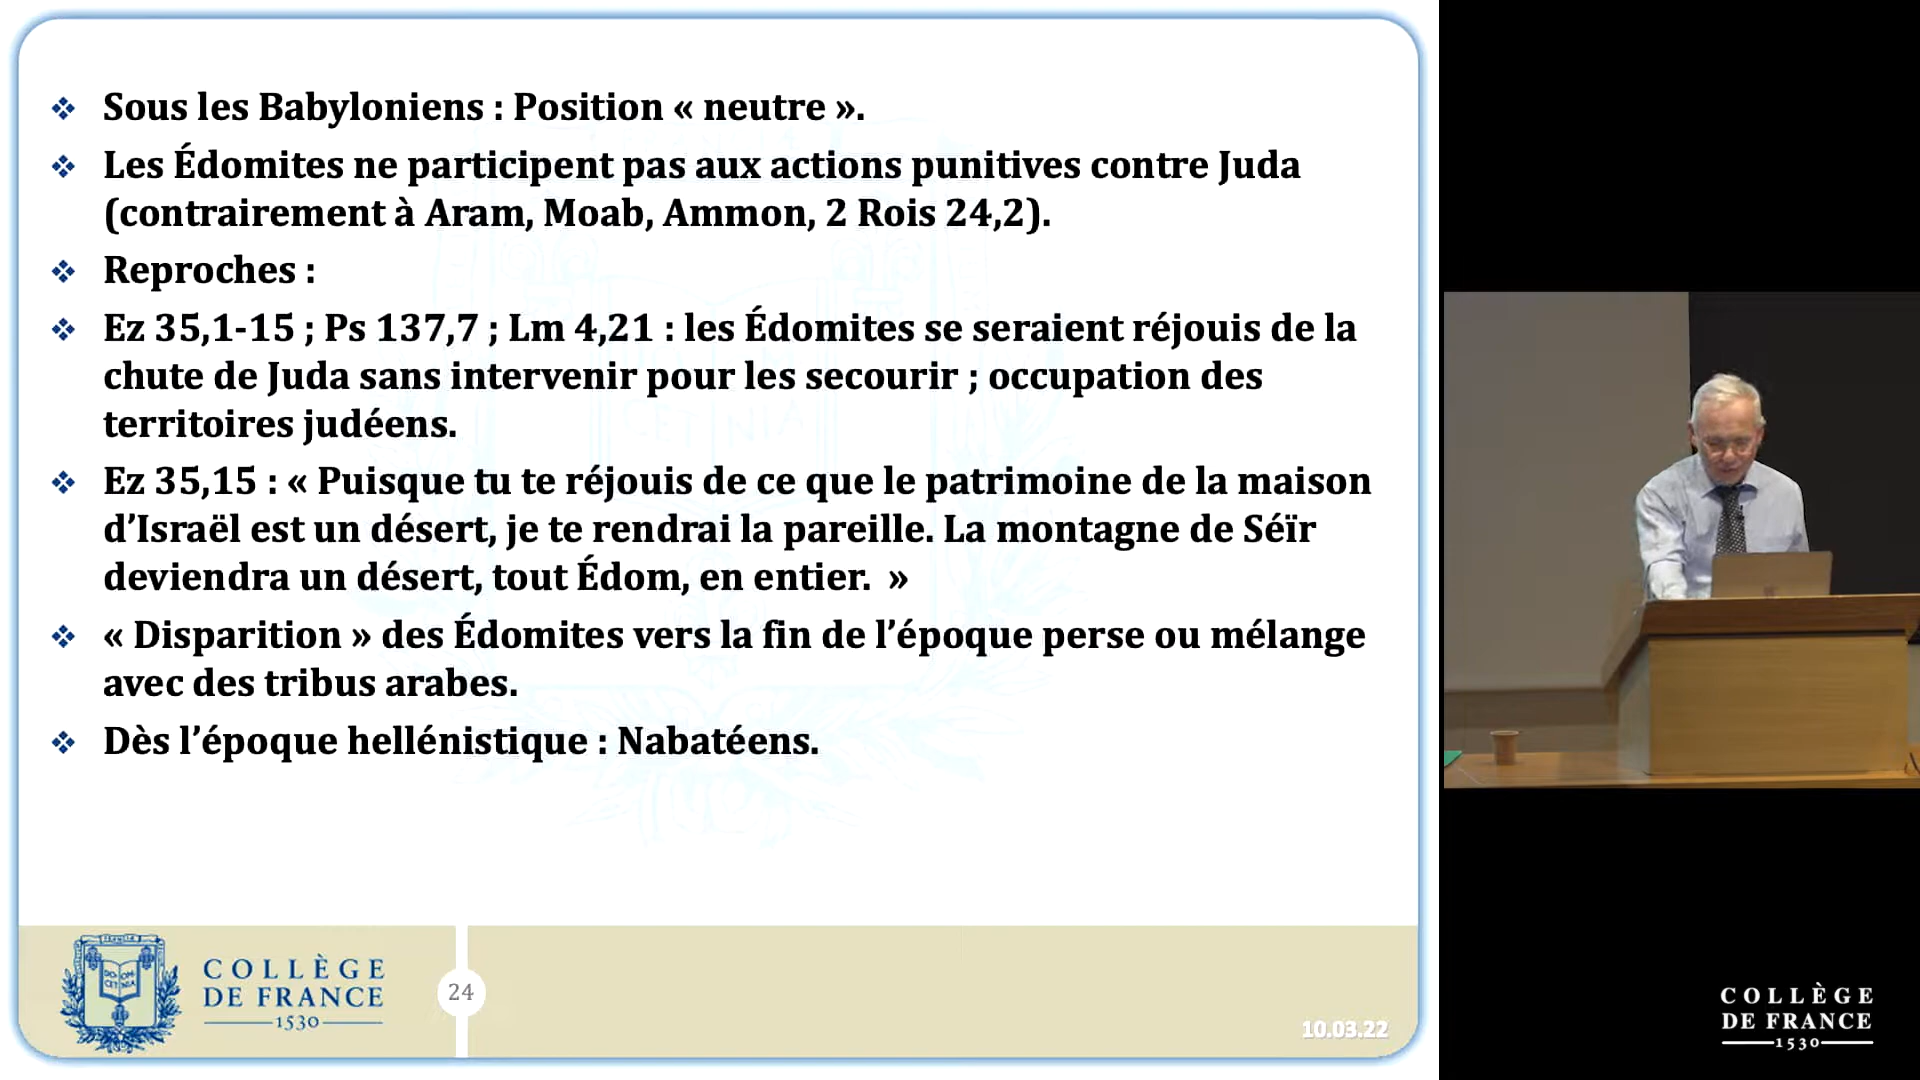 Sous les Babyloniens : Position « neutre ».
Les Édomites ne participent pas aux actions punitives contre Juda
(contrairement à Aram, Moab, Ammon, 2 Rois 24,2).
Reproches :
Ez 35,1-15 ; Ps 137,7 ; Lm 4,21 : les Édomites se seraient réjouis de la
chute de Juda sans intervenir pour les secourir ; occupation des
territoires judéens.
Ez 35,15 : « Puisque tu te réjouis de ce que le patrimoine de la maison
d’Israël est un désert, je te rendrai la pareille. La montagne de Séïr
deviendra un désert, tout Édom, en entier. »
« Disparition » des Édomites vers la fin de l’époque perse ou mélange
avec des tribus arabes.
Dès l’époque hellénistique : Nabatéens.
COLLÈGE
DE FRANCE
1530
24
10.03.22
COLLÈGE
DE FRANCE
1530